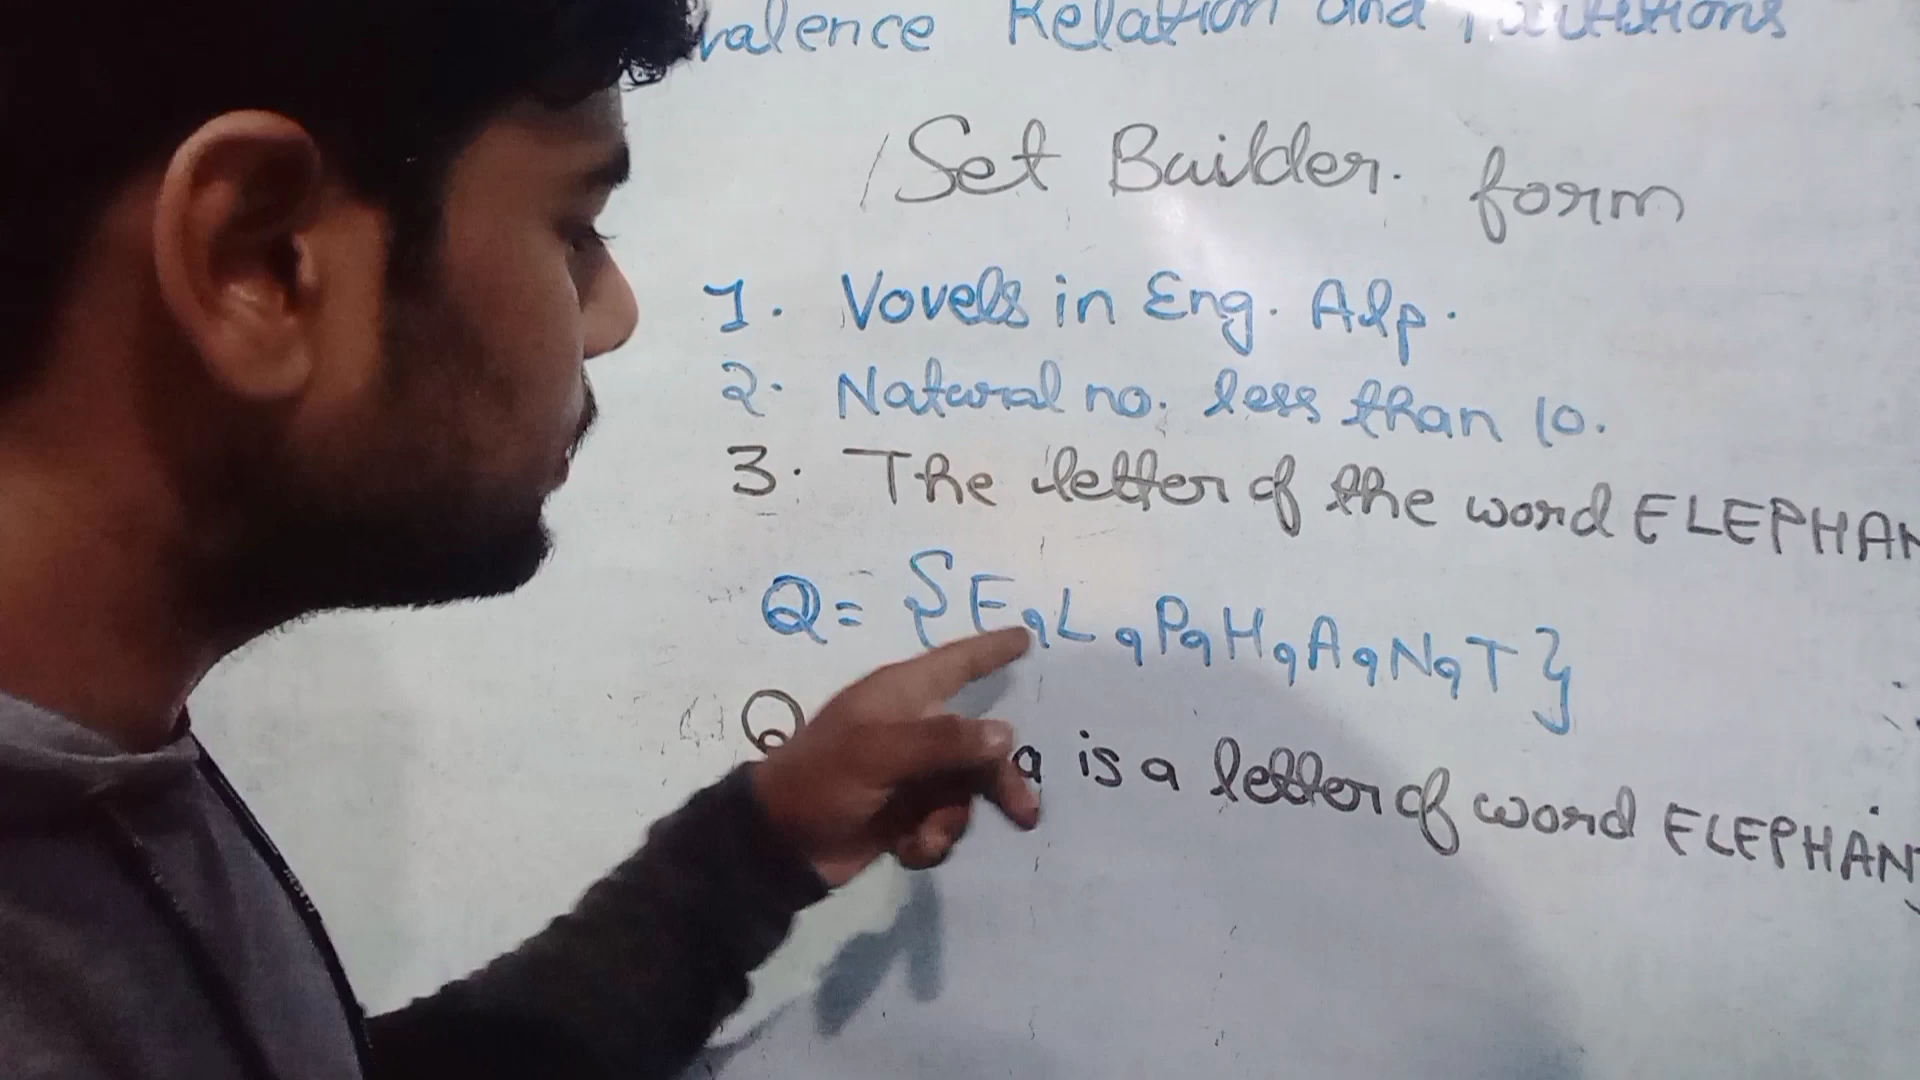 valence Relation and Partitions
Set Builder form
1. Vovels in Eng. Alp.
2. Natural no. less than 10.
3. The letter of the word ELEPHAN
Q = {E, L, P, H, A, N, T}
Q a is a letter of word ELEPHANT